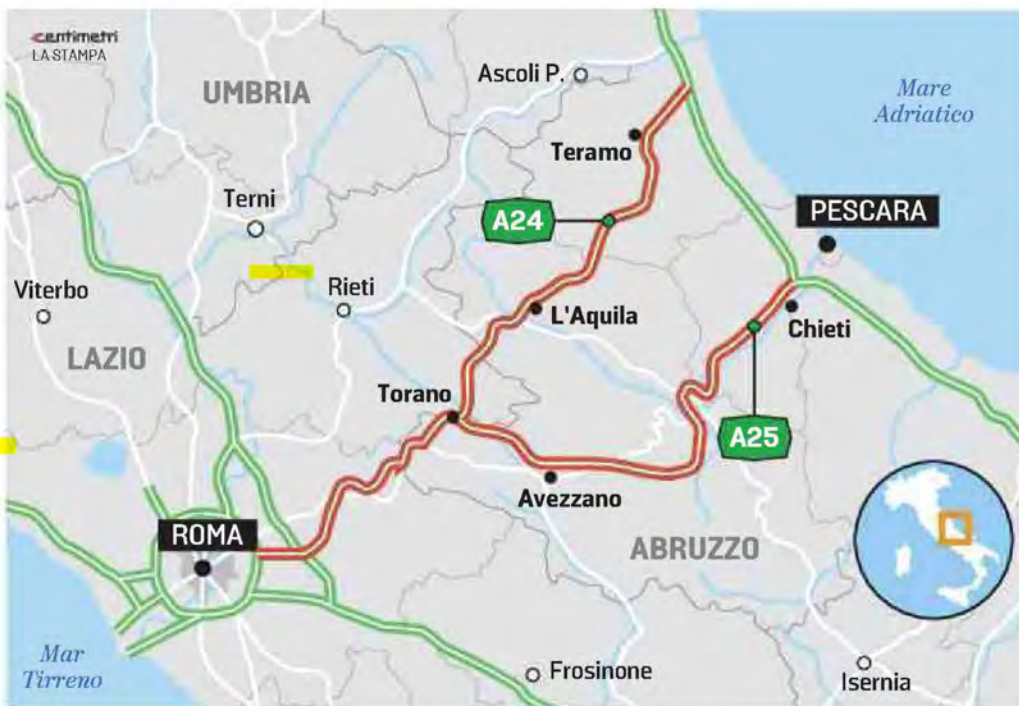 centimetri
LA STAMPA
UMBRIA
Ascoli P.
Mare
Adriatico
Teramo
Terni
A24
PESCARA
Viterbo
Rieti
L'Aquila
Chieti
LAZIO
Torano
A25
Avezzano
ROMA
ABRUZZO
Mar
Tirreno
Frosinone
Isernia